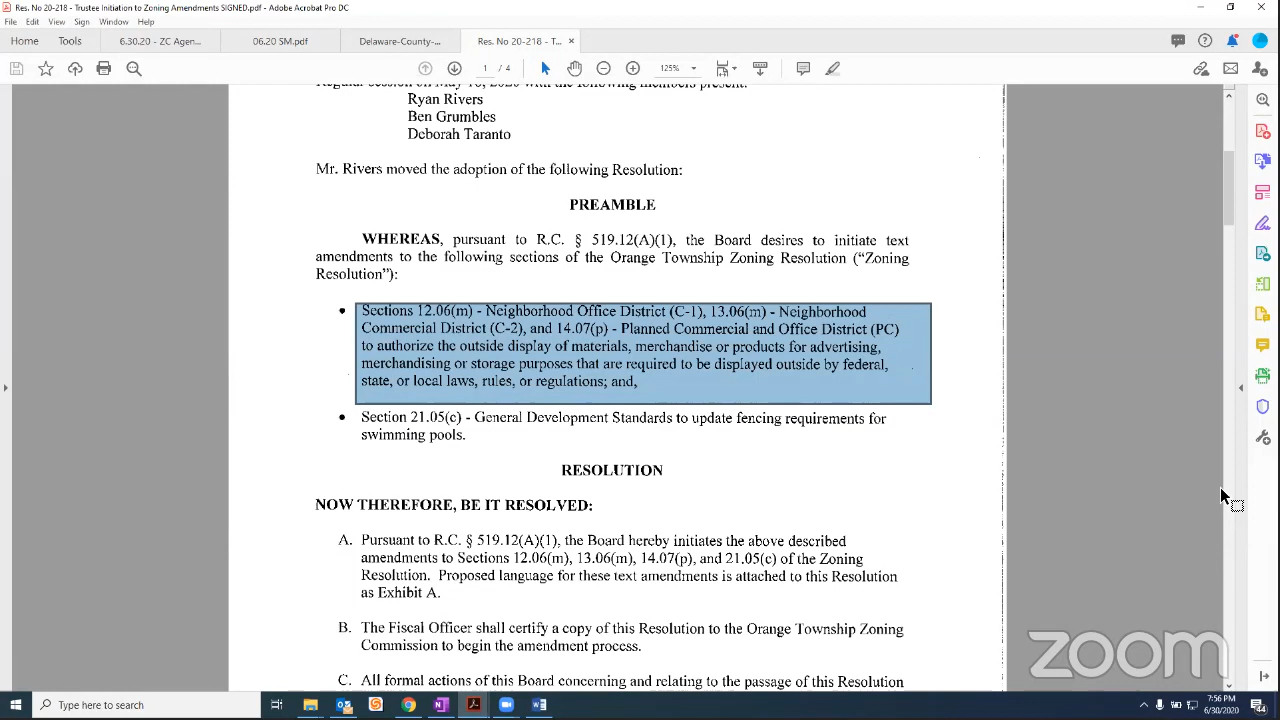 Res. No 20-218 - Trustee Initiation to Zoning Amendments SIGNED.pdf - Adobe Acrobat Pro DC
File Edit View Sign Window Help
Home Tools 6.30.20 - ZC Agen... 06.20 SM.pdf Delaware-County-... Res. No 20-218 - T... ×
1 / 4 125%
Regular session on May 18, 2020 with the following members present:
Ryan Rivers
Ben Grumbles
Deborah Taranto
Mr. Rivers moved the adoption of the following Resolution:
PREAMBLE
WHEREAS, pursuant to R.C. § 519.12(A)(1), the Board desires to initiate text
amendments to the following sections of the Orange Township Zoning Resolution (“Zoning
Resolution”):
• Sections 12.06(m) - Neighborhood Office District (C-1), 13.06(m) - Neighborhood
Commercial District (C-2), and 14.07(p) - Planned Commercial and Office District (PC)
to authorize the outside display of materials, merchandise or products for advertising,
merchandising or storage purposes that are required to be displayed outside by federal,
state, or local laws, rules, or regulations; and,
• Section 21.05(c) - General Development Standards to update fencing requirements for
swimming pools.
RESOLUTION
NOW THEREFORE, BE IT RESOLVED:
A. Pursuant to R.C. § 519.12(A)(1), the Board hereby initiates the above described
amendments to Sections 12.06(m), 13.06(m), 14.07(p), and 21.05(c) of the Zoning
Resolution. Proposed language for these text amendments is attached to this Resolution
as Exhibit A.
B. The Fiscal Officer shall certify a copy of this Resolution to the Orange Township Zoning
Commission to begin the amendment process.
C. All formal actions of this Board concerning and relating to the passage of this Resolution
zoom
Type here to search
7:56 PM
6/30/2020